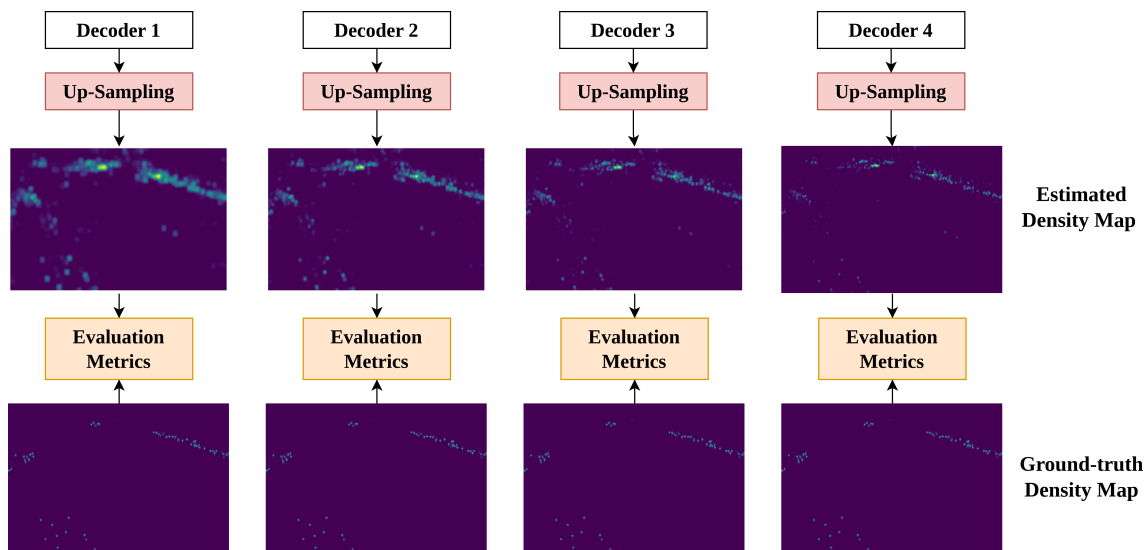 Decoder 1
Decoder 2
Decoder 3
Decoder 4
Up-Sampling
Up-Sampling
Up-Sampling
Up-Sampling
Estimated
Density Map
Evaluation
Metrics
Evaluation
Metrics
Evaluation
Metrics
Evaluation
Metrics
Ground-truth
Density Map